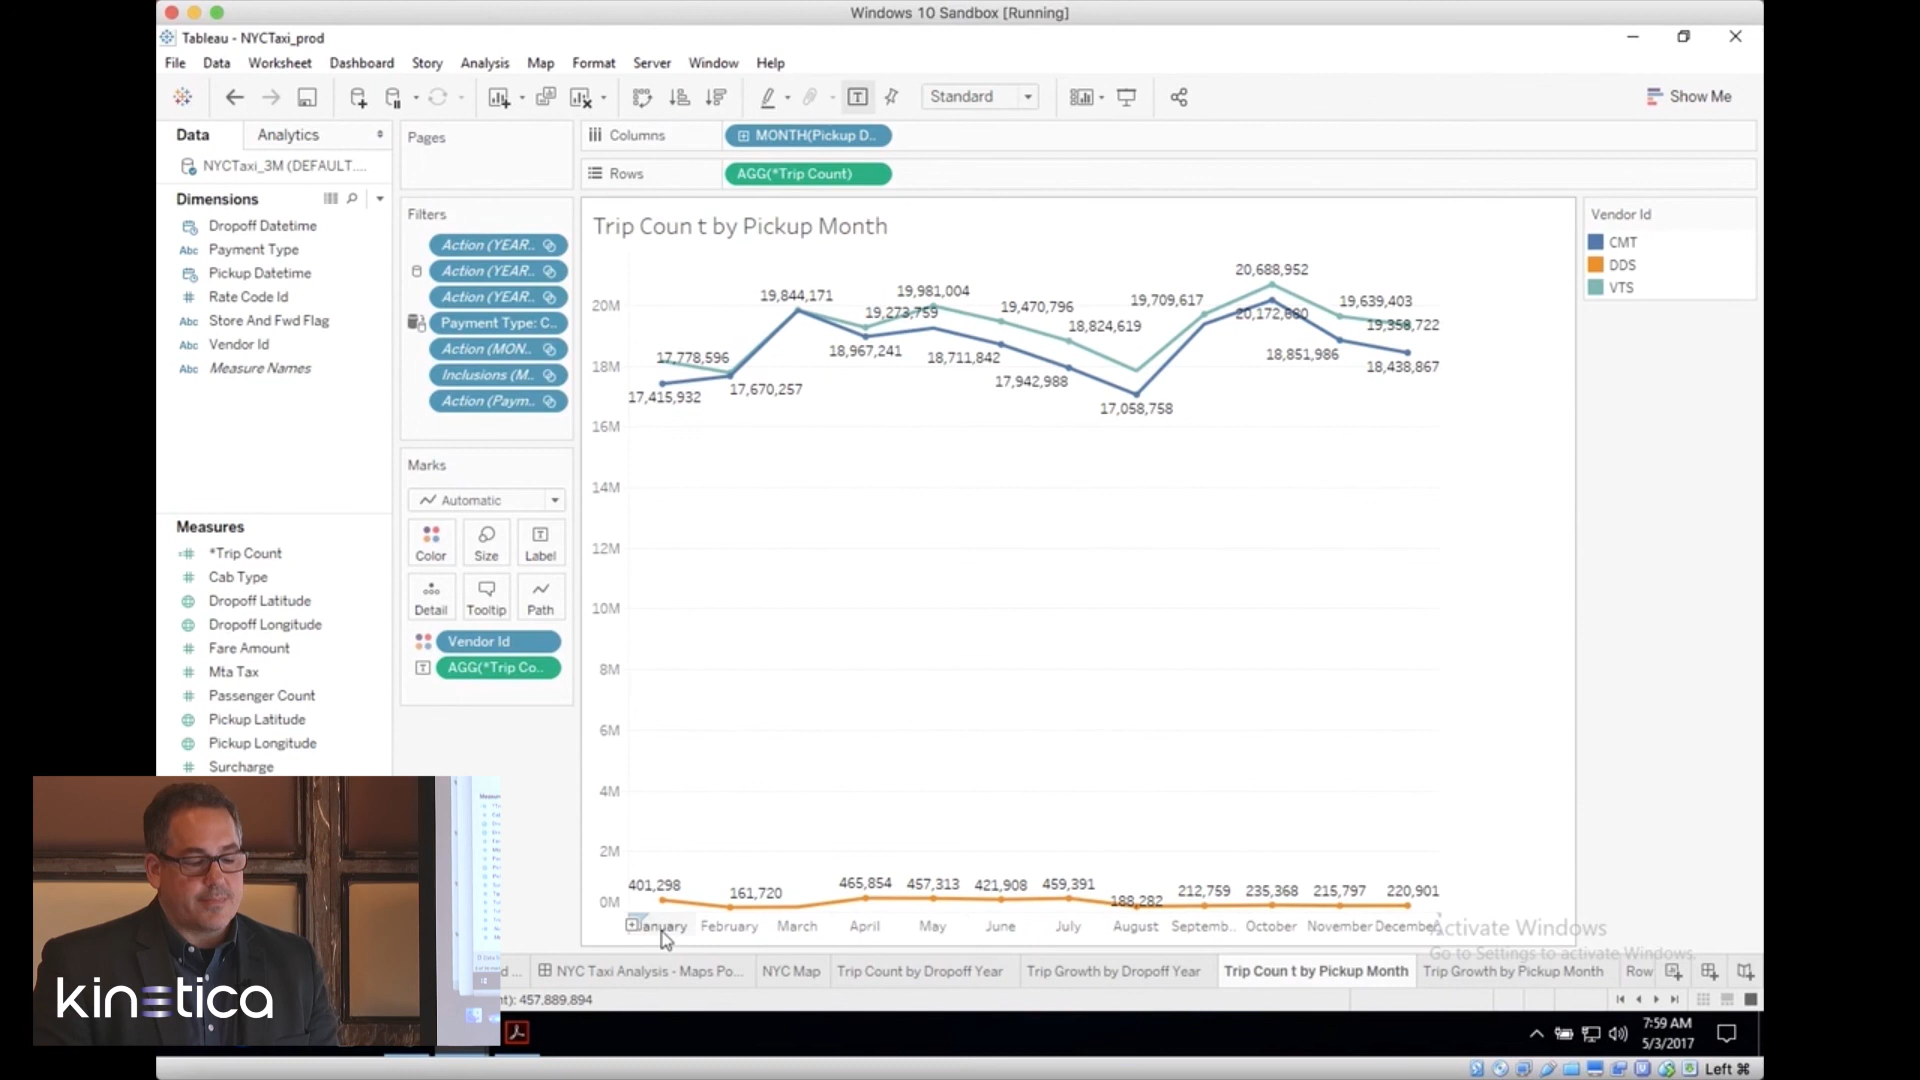 Windows 10 Sandbox [Running]
Tableau - NYCTaxi_prod
File Data Worksheet Dashboard Story Analysis Map Format Server Window Help
Standard
Show Me
Data
Analytics
NYCTaxi_3M (DEFAULT....
Dimensions
Dropoff Datetime
Abc Payment Type
Pickup Datetime
# Rate Code Id
Abc Store And Fwd Flag
Abc Vendor Id
Abc Measure Names
Measures
*Trip Count
Cab Type
Dropoff Latitude
Dropoff Longitude
# Fare Amount
# Mta Tax
# Passenger Count
Pickup Latitude
Pickup Longitude
# Surcharge
Pages
Filters
Action (YEAR..
Action (YEAR..
Action (YEAR..
Payment Type: C..
Action (MON..
Inclusions (M..
Action (Paym..
Marks
Automatic
Color Size Label
Detail Tooltip Path
Vendor Id
AGG(*Trip Co..
Columns
MONTH(Pickup D..
Rows
AGG(*Trip Count)
Trip Coun t by Pickup Month
20M
18M
16M
14M
12M
10M
8M
6M
4M
2M
0M
17,778,596
19,844,171
19,273,759
19,981,004
19,470,796
18,824,619
19,709,617
20,688,952
20,172,680
19,639,403
19,358,722
17,415,932
17,670,257
18,967,241
18,711,842
17,942,988
17,058,758
18,851,986
18,438,867
401,298 161,720 465,854 457,313 421,908 459,391 188,282 212,759 235,368 215,797 220,901
January February March April May June July August Septemb.. October November December
Vendor Id
CMT
DDS
VTS
Activate Windows
Go to Settings to activate Windows.
d ... NYC Taxi Analysis - Maps Po... NYC Map Trip Count by Dropoff Year Trip Growth by Dropoff Year Trip Coun t by Pickup Month Trip Growth by Pickup Month Row
nt): 457,889,894
7:59 AM
5/3/2017
Left ⌘
kinetica